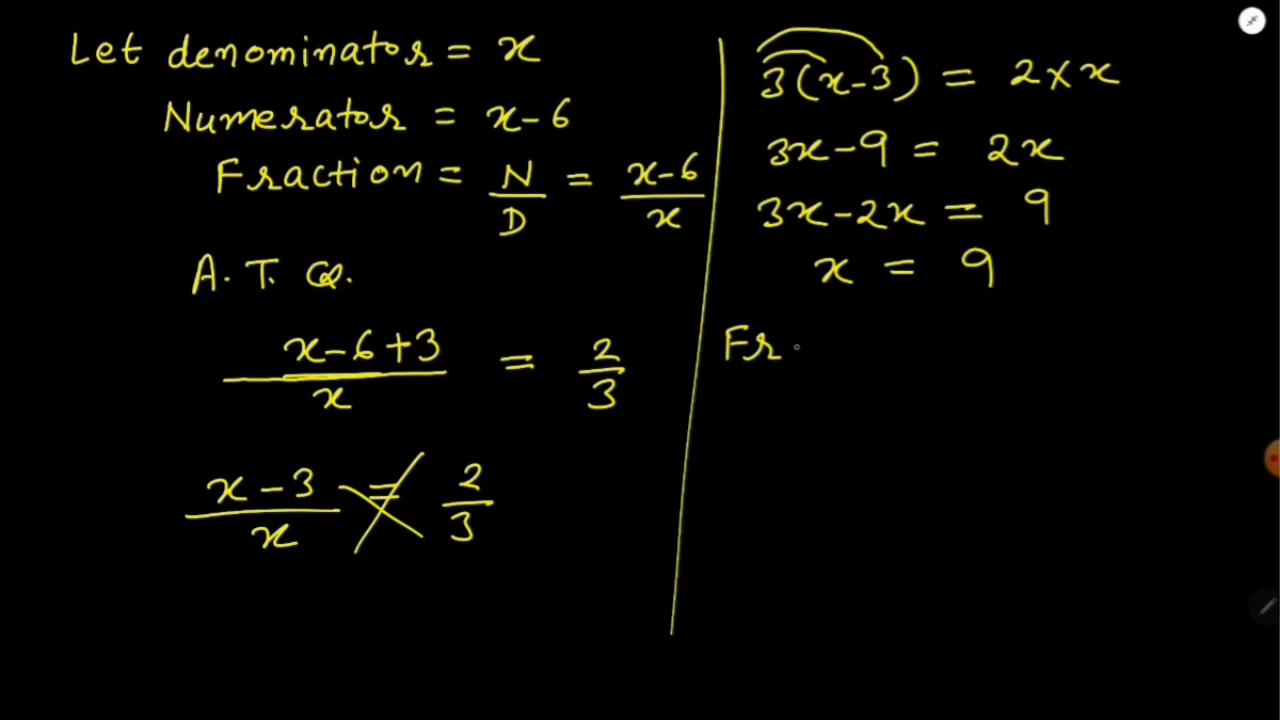 Let denominator = x
Numerator = x-6
Fraction = N/D = x-6/x
A.T.Q.
x-6+3/x = 2/3
x-3/x = 2/3
3(x-3) = 2×x
3x-9 = 2x
3x-2x = 9
x = 9
Fr